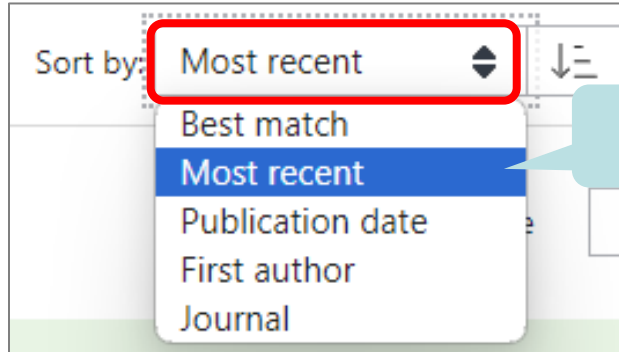 Sort by: Most recent
Best match
Most recent
Publication date
First author
Journal